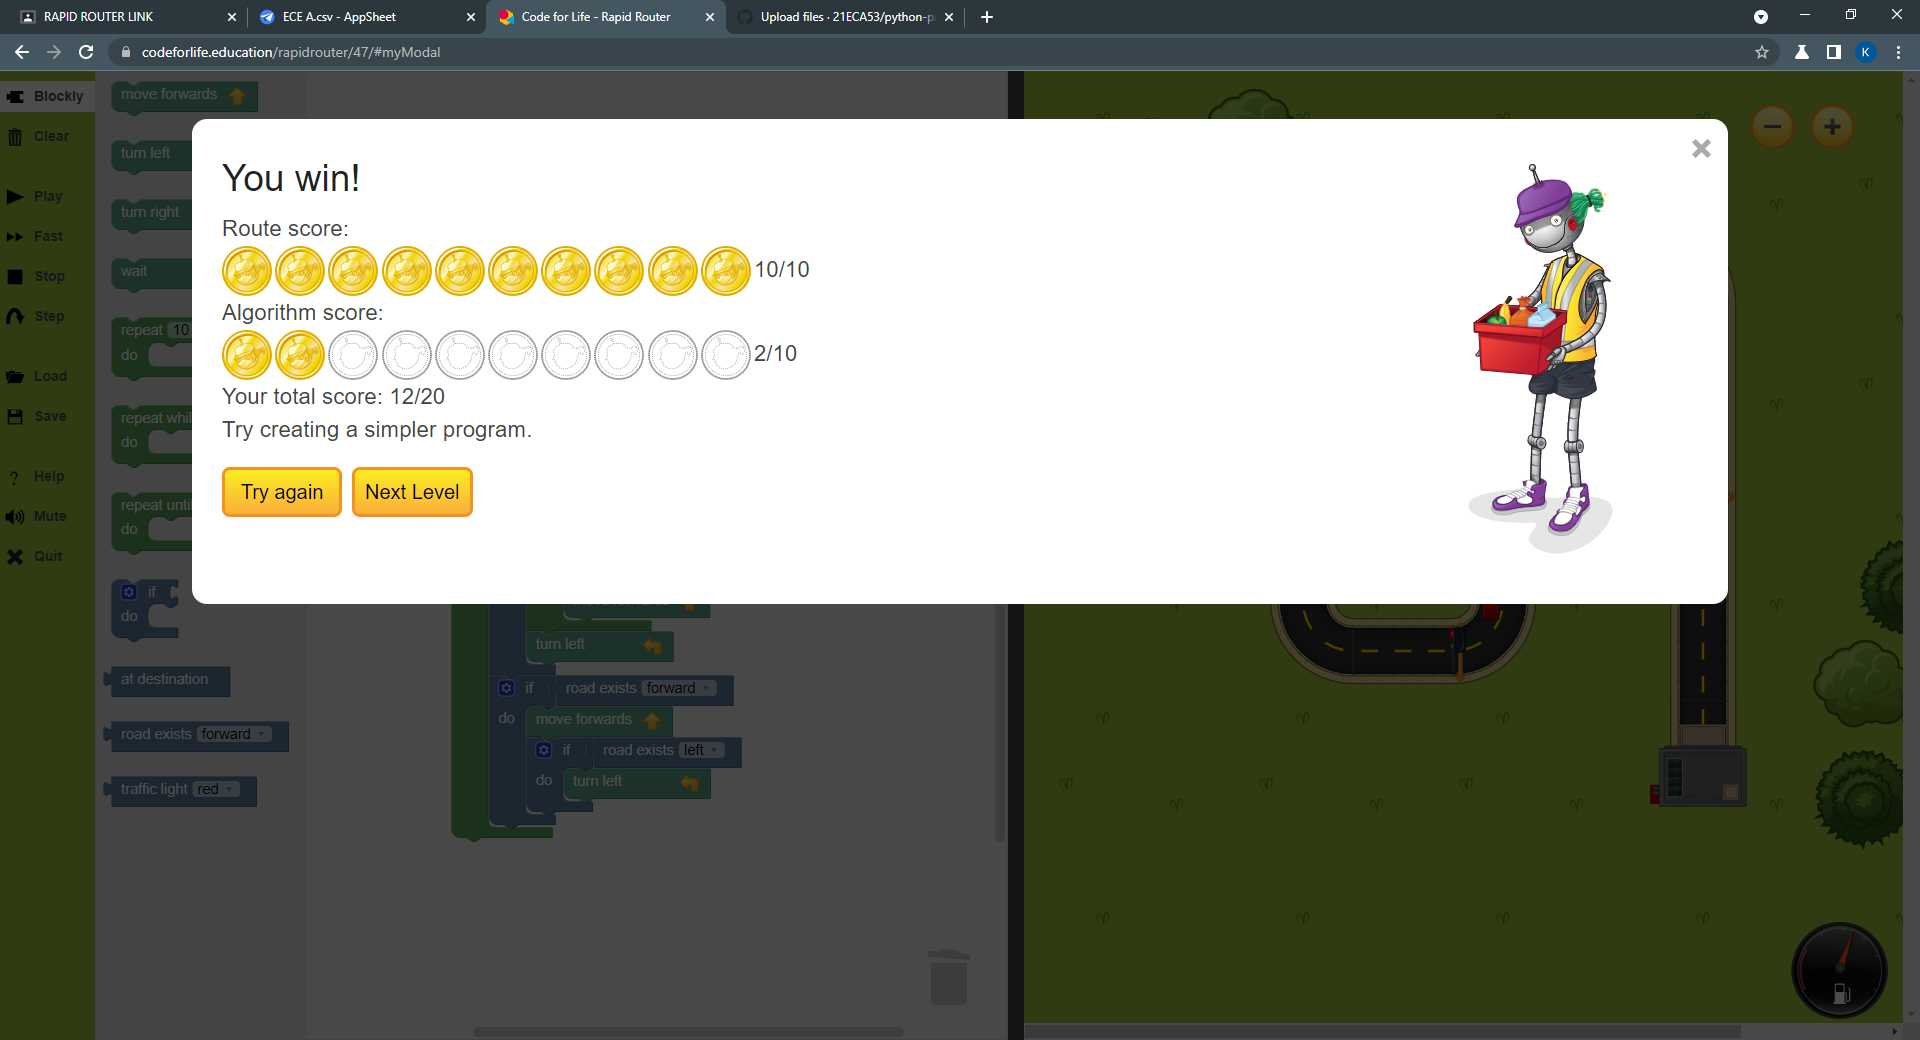 RAPID ROUTER LINK
ECE A.csv - AppSheet
Code for Life - Rapid Router
Upload files · 21ECA53/python-p
codeforlife.education/rapidrouter/47/#myModal
K
Blockly
Clear
Play
Fast
Stop
Step
Load
Save
Help
Mute
Quit
move forwards
turn left
turn right
wait
repeat 10
do
repeat whil
do
repeat until
do
if
do
at destination
road exists forward
traffic light red
You win!
Route score:
10/10
Algorithm score:
2/10
Your total score: 12/20
Try creating a simpler program.
Try again
Next Level
turn left
if road exists forward
do move forwards
if road exists left
do turn left